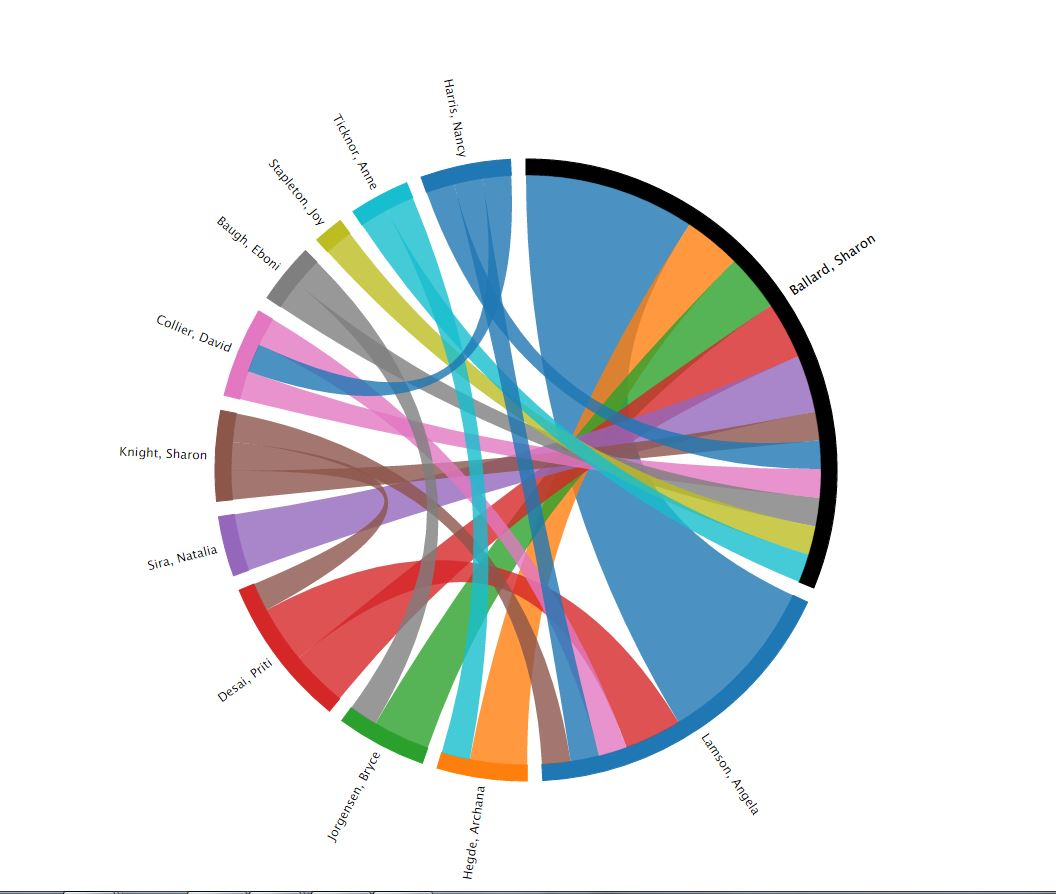 Harris, Nancy
Ticknor, Anne
Stapleton, Joy
Baugh, Eboni
Ballard, Sharon
Collier, David
Knight, Sharon
Sira, Natalia
Desai, Priti
Lamson, Angela
Jorgensen, Bryce
Hegde, Archana